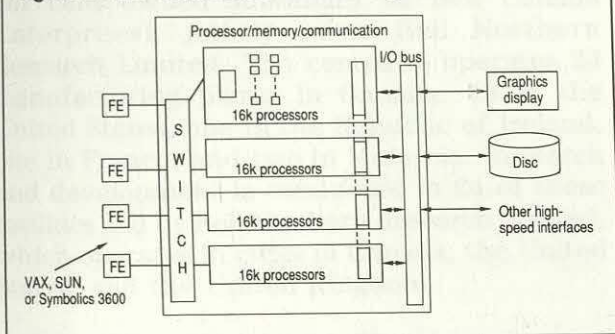 Processor/memory/communication
I/O bus
FE
FE
FE
FE
SWITCH
16k processors
16k processors
16k processors
16k processors
Graphics
display
Disc
Other high-
speed interfaces
VAX, SUN,
or Symbolics 3600